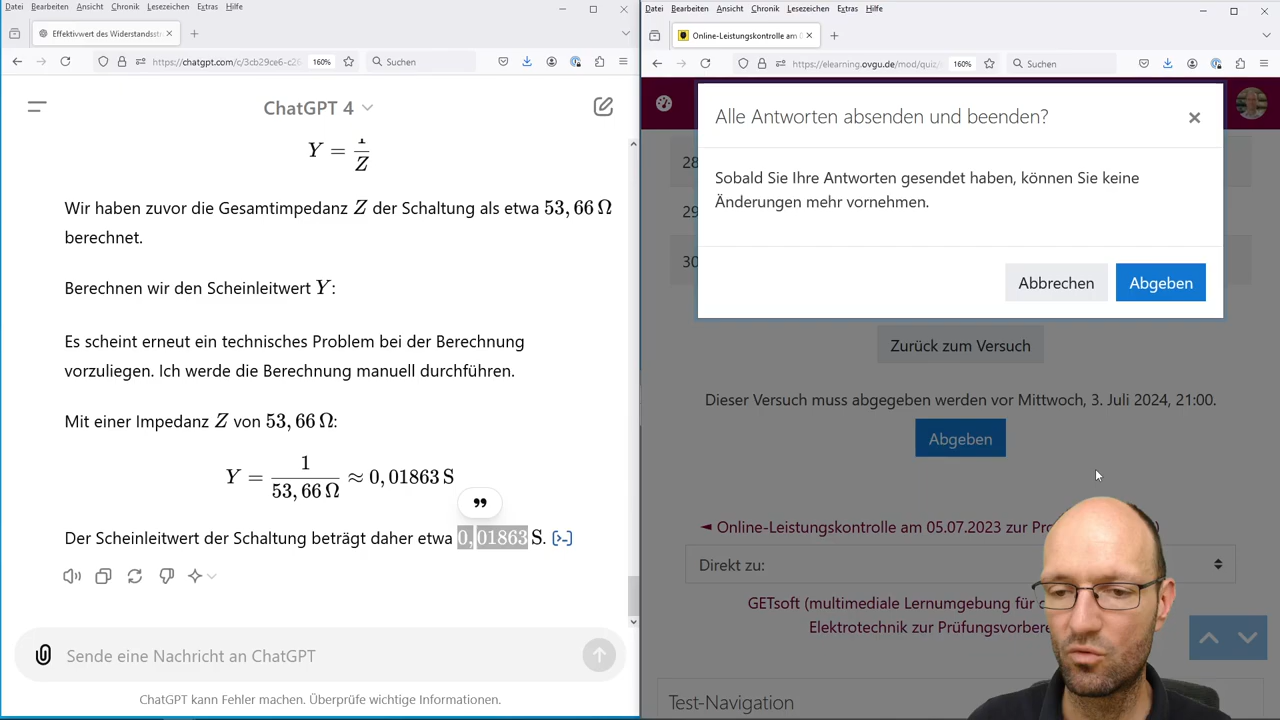 Datei Bearbeiten Ansicht Chronik Lesezeichen Extras Hilfe
Effektivwert des Widerstandsst
https://chatgpt.com/c/3cb29ce6-c26
160%
Suchen
ChatGPT 4
Y = 1/Z
Wir haben zuvor die Gesamtimpedanz Z der Schaltung als etwa 53,66 Ω
berechnet.
Berechnen wir den Scheinleitwert Y:
Es scheint erneut ein technisches Problem bei der Berechnung
vorzuliegen. Ich werde die Berechnung manuell durchführen.
Mit einer Impedanz Z von 53,66 Ω:
Y = 1/53,66 Ω ≈ 0,01863 S
Der Scheinleitwert der Schaltung beträgt daher etwa 0,01863 S. [>-]
Sende eine Nachricht an ChatGPT
ChatGPT kann Fehler machen. Überprüfe wichtige Informationen.
Datei Bearbeiten Ansicht Chronik Lesezeichen Extras Hilfe
Online-Leistungskontrolle am
https://elearning.ovgu.de/mod/quiz/
160%
Suchen
Alle Antworten absenden und beenden?
Sobald Sie Ihre Antworten gesendet haben, können Sie keine
Änderungen mehr vornehmen.
Abbrechen
Abgeben
28
29
30
Zurück zum Versuch
Dieser Versuch muss abgegeben werden vor Mittwoch, 3. Juli 2024, 21:00.
Abgeben
◄ Online-Leistungskontrolle am 05.07.2023 zur
Direkt zu:
GETsoft (multimediale Lernumgebung für
Elektrotechnik zur
Test-Navigation